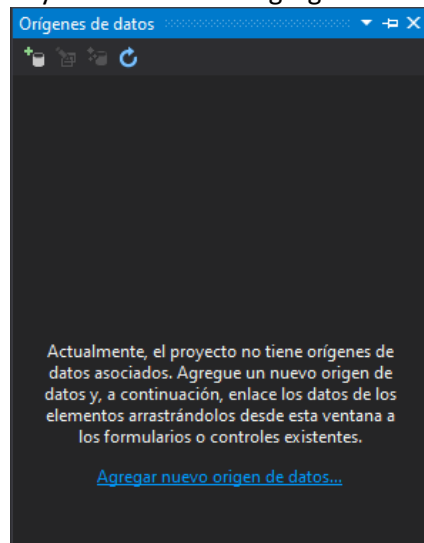 Orígenes de datos
Actualmente, el proyecto no tiene orígenes de
datos asociados. Agregue un nuevo origen de
datos y, a continuación, enlace los datos de los
elementos arrastrándolos desde esta ventana a
los formularios o controles existentes.
Agregar nuevo origen de datos...